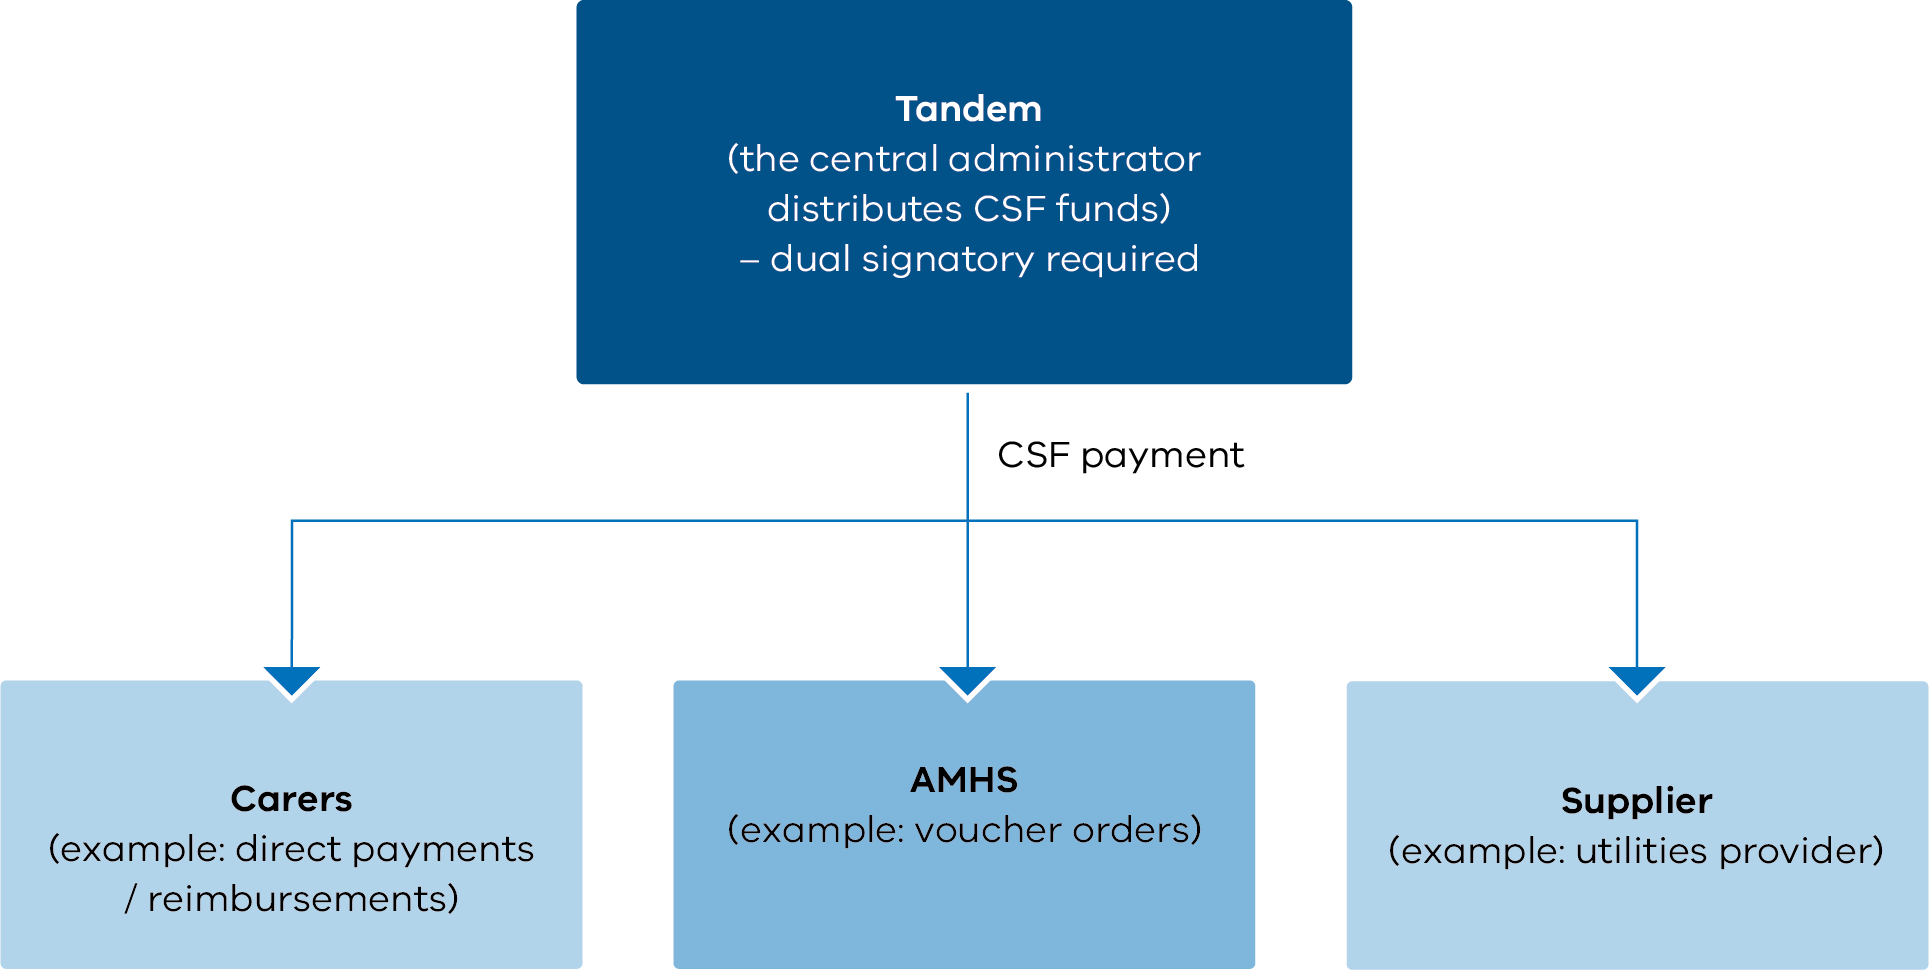 Tandem
(the central administrator
distributes CSF funds)
– dual signatory required
CSF payment
Carers
(example: direct payments
/ reimbursements)
AMHS
(example: voucher orders)
Supplier
(example: utilities provider)